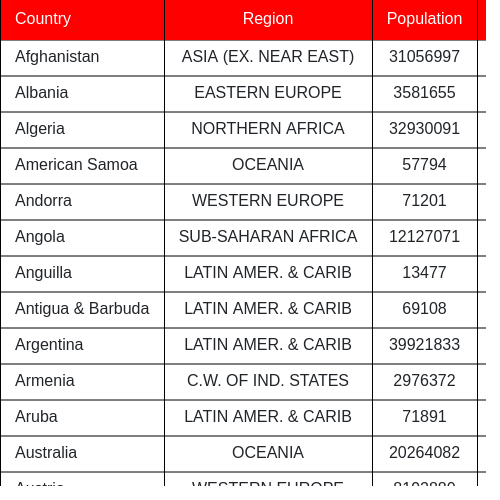 Country Region Population
Afghanistan ASIA (EX. NEAR EAST) 31056997
Albania EASTERN EUROPE 3581655
Algeria NORTHERN AFRICA 32930091
American Samoa OCEANIA 57794
Andorra WESTERN EUROPE 71201
Angola SUB-SAHARAN AFRICA 12127071
Anguilla LATIN AMER. & CARIB 13477
Antigua & Barbuda LATIN AMER. & CARIB 69108
Argentina LATIN AMER. & CARIB 39921833
Armenia C.W. OF IND. STATES 2976372
Aruba LATIN AMER. & CARIB 71891
Australia OCEANIA 20264082
Austria WESTERN EUROPE